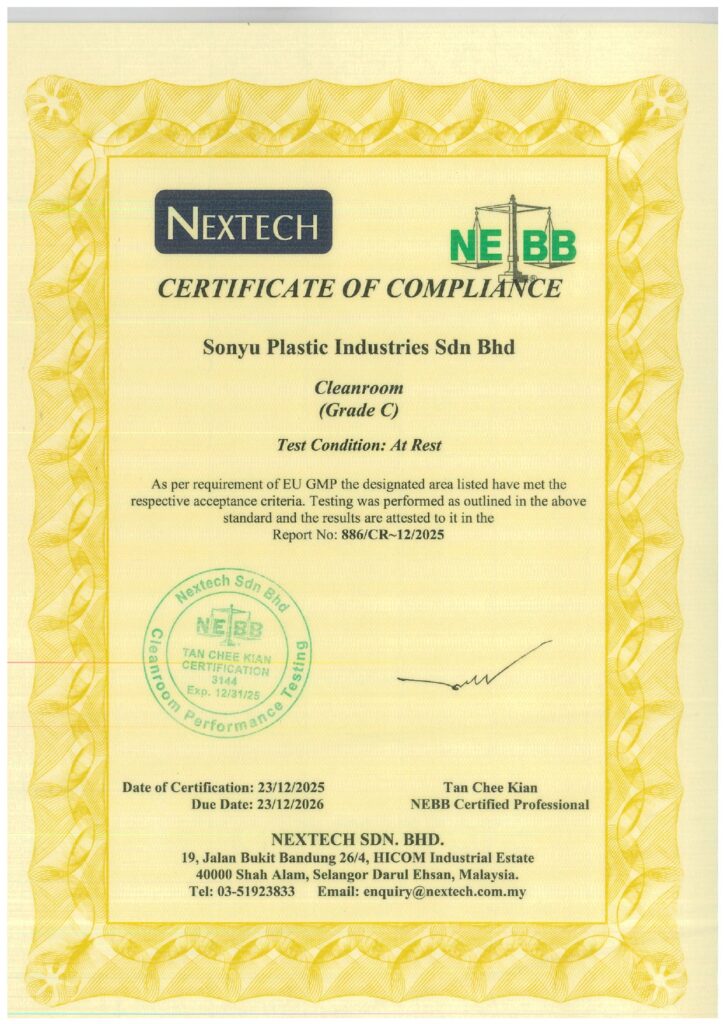 NEXTECH
NEBB
CERTIFICATE OF COMPLIANCE
Sonyu Plastic Industries Sdn Bhd
Cleanroom
(Grade C)
Test Condition: At Rest
As per requirement of EU GMP the designated area listed have met the
respective acceptance criteria. Testing was performed as outlined in the above
standard and the results are attested to it in the
Report No: 886/CR~12/2025
Nextech Sdn Bhd
NEBB
TAN CHEE KIAN
CERTIFICATION
3144
Exp. 12/31/25
Cleanroom Performance Testing
Date of Certification: 23/12/2025
Due Date: 23/12/2026
Tan Chee Kian
NEBB Certified Professional
NEXTECH SDN. BHD.
19, Jalan Bukit Bandung 26/4, HICOM Industrial Estate
40000 Shah Alam, Selangor Darul Ehsan, Malaysia.
Tel: 03-51923833 Email: enquiry@nextech.com.my